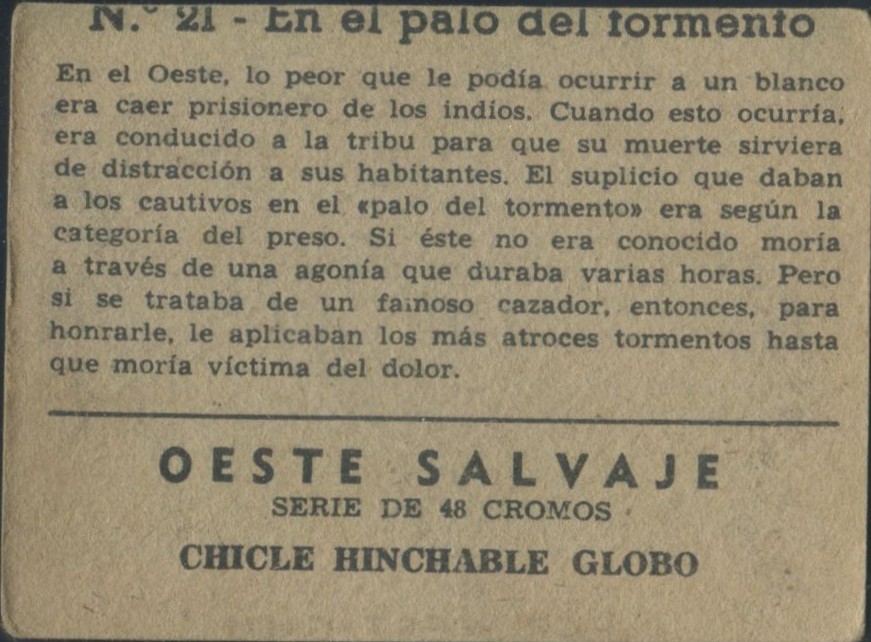 N.º 21 - En el palo del tormento
En el Oeste, lo peor que le podía ocurrir a un blanco
era caer prisionero de los indios. Cuando esto ocurría,
era conducido a la tribu para que su muerte sirviera
de distracción a sus habitantes. El suplicio que daban
a los cautivos en el «palo del tormento» era según la
categoría del preso. Si éste no era conocido moría
a través de una agonía que duraba varias horas. Pero
si se trataba de un famoso cazador, entonces, para
honrarle, le aplicaban los más atroces tormentos hasta
que moría víctima del dolor.
OESTE SALVAJE
SERIE DE 48 CROMOS
CHICLE HINCHABLE GLOBO